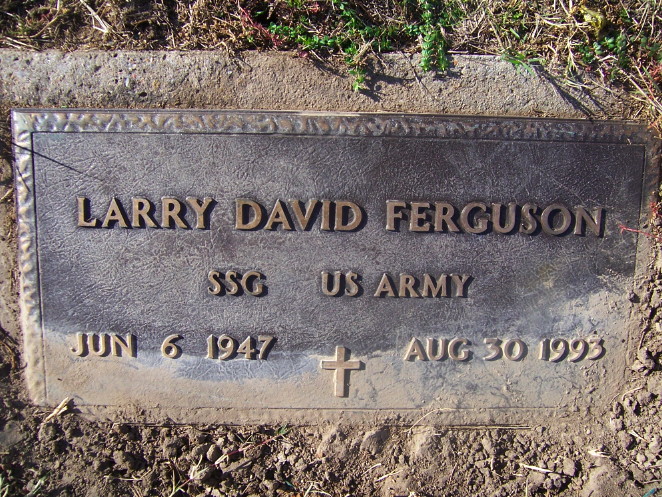 LARRY DAVID FERGUSON
SSG US ARMY
JUN 6 1947 AUG 30 1993